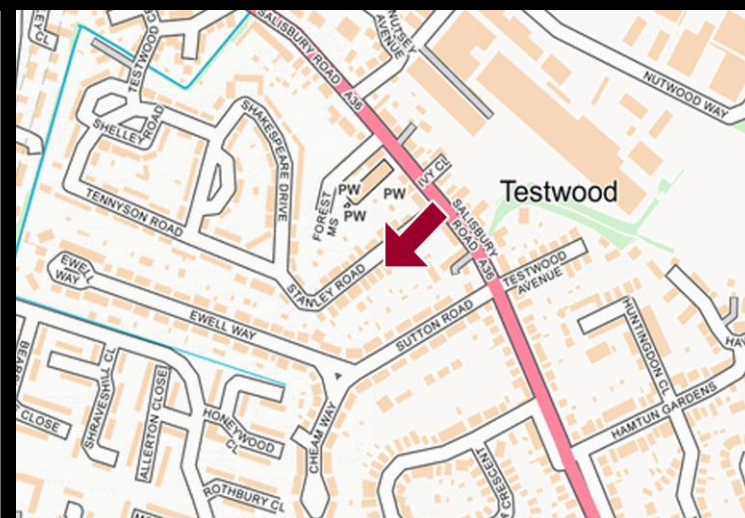 EY CL
TESTWOOD CR
SALISBURY ROAD
A36
NUTSEY
AVENUE
NUTWOOD WAY
SHELLEY ROAD
SHAKESPEARE DRIVE
PW
PW
PW
IVY CL
FOREST
MS
Testwood
SALISBURY
ROAD A36
TENNYSON ROAD
STANLEY ROAD
EWELL
WAY
EWELL WAY
SUTTON ROAD
TESTWOOD
AVENUE
HUNTINGDON CL
HAMTUN GARDENS
SHRAVESHILL CL
CLOSE
ALLERTON CLOSE
HONEYWOOD
CL
CHEAM WAY
ROTHBURY CL
CRESCENT